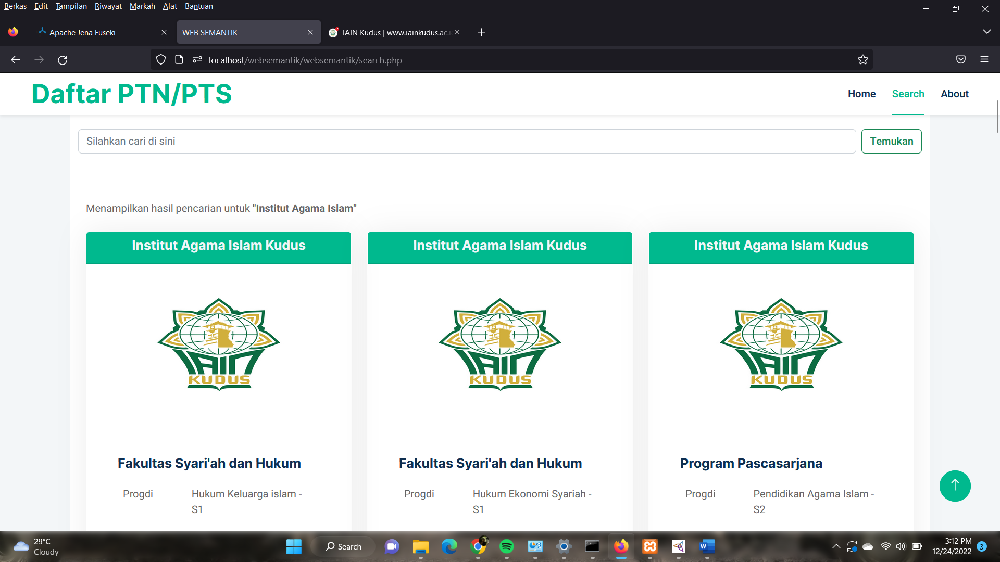 Berkas Edit Tampilan Riwayat Markah Alat Bantuan
Apache Jena Fuseki
WEB SEMANTIK
IAIN Kudus | www.iainkudus.ac.i
localhost/websemantik/websemantik/search.php
Daftar PTN/PTS
Home Search About
Silahkan cari di sini
Temukan
Menampilkan hasil pencarian untuk "Institut Agama Islam"
Institut Agama Islam Kudus
IAIN
KUDUS
Fakultas Syari'ah dan Hukum
Progdi Hukum Keluarga islam -
S1
Institut Agama Islam Kudus
IAIN
KUDUS
Fakultas Syari'ah dan Hukum
Progdi Hukum Ekonomi Syariah -
S1
Institut Agama Islam Kudus
IAIN
KUDUS
Program Pascasarjana
Progdi Pendidikan Agama Islam -
S2
29°C
Cloudy
Search
3:12 PM
12/24/2022
3